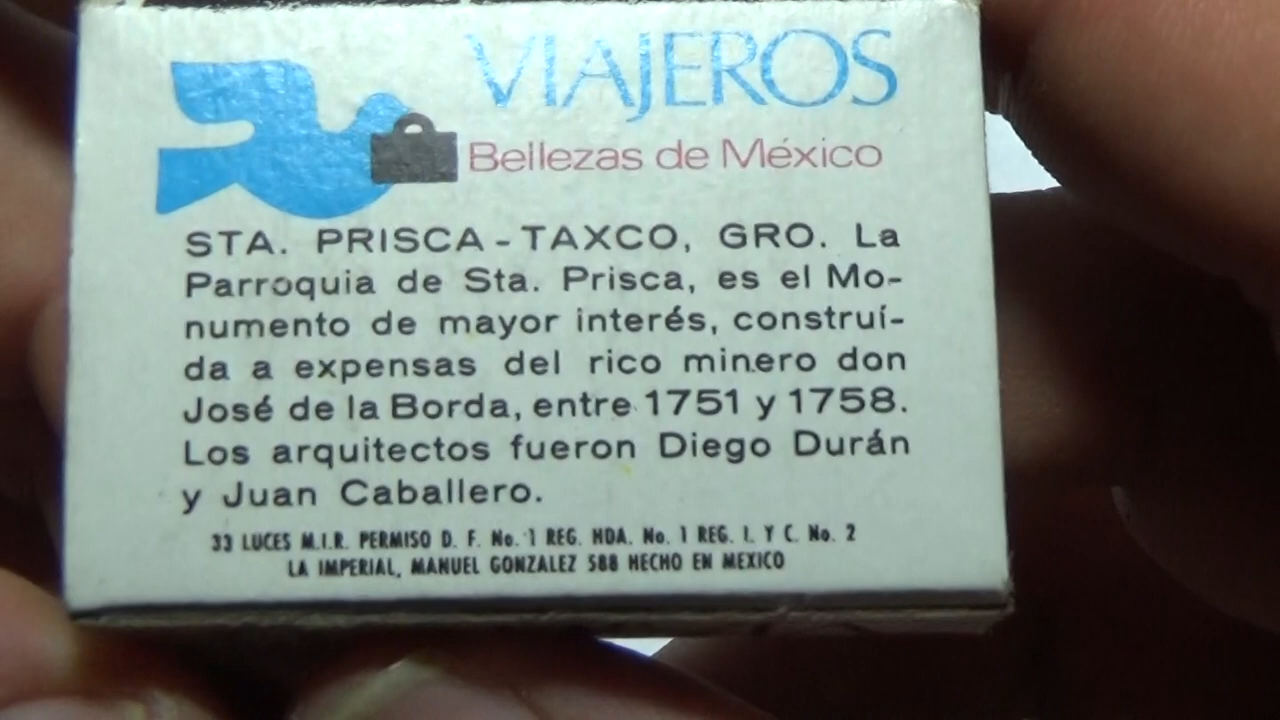 VIAJEROS
Bellezas de México
STA. PRISCA - TAXCO, GRO. La
Parroquia de Sta. Prisca, es el Mo-
numento de mayor interés, construí-
da a expensas del rico minero don
José de la Borda, entre 1751 y 1758.
Los arquitectos fueron Diego Durán
y Juan Caballero.
33 LUCES M.I.R. PERMISO D. F. No. 1 REG. HDA. No. 1 REG. I. Y C. No. 2
LA IMPERIAL, MANUEL GONZALEZ 588 HECHO EN MEXICO